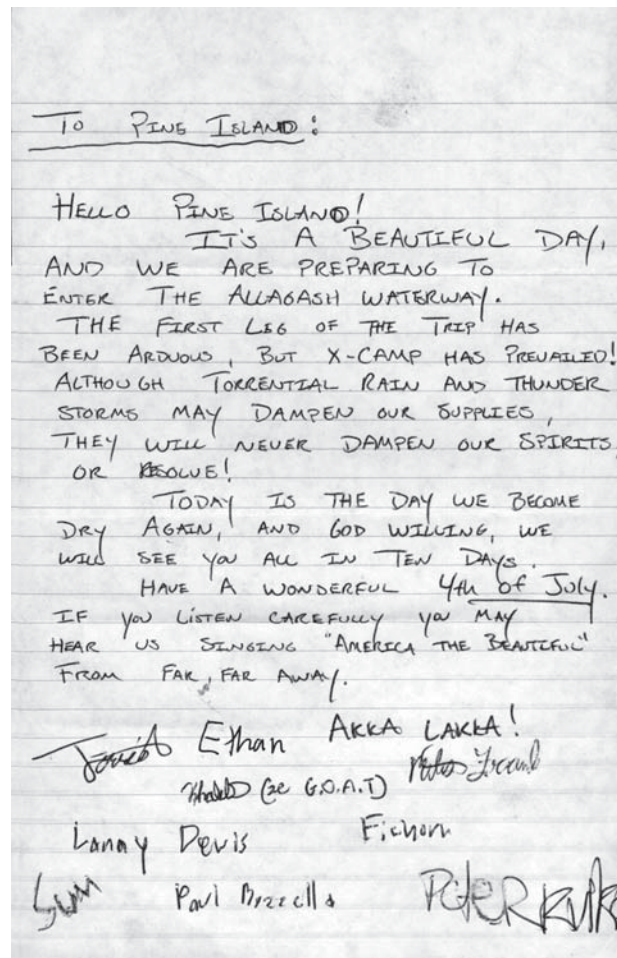 TO PINE ISLAND:
HELLO PINE ISLAND!
IT'S A BEAUTIFUL DAY,
AND WE ARE PREPARING TO
ENTER THE ALLAGASH WATERWAY.
THE FIRST LEG OF THE TRIP HAS
BEEN ARDUOUS, BUT X-CAMP HAS PREVAILED!
ALTHOUGH TORRENTIAL RAIN AND THUNDER
STORMS MAY DAMPEN OUR SUPPLIES,
THEY WILL NEVER DAMPEN OUR SPIRITS
OR RESOLVE!
TODAY IS THE DAY WE BECOME
DRY AGAIN, AND GOD WILLING, WE
WILL SEE YOU ALL IN TEN DAYS.
HAVE A WONDERFUL 4th of July.
IF YOU LISTEN CAREFULLY YOU MAY
HEAR US SINGING "AMERICA THE BEAUTIFUL"
FROM FAR, FAR AWAY.
AKKA LAKKA!
Ethan
(ze G.O.A.T)
Lanny Devis
Paul
Peter